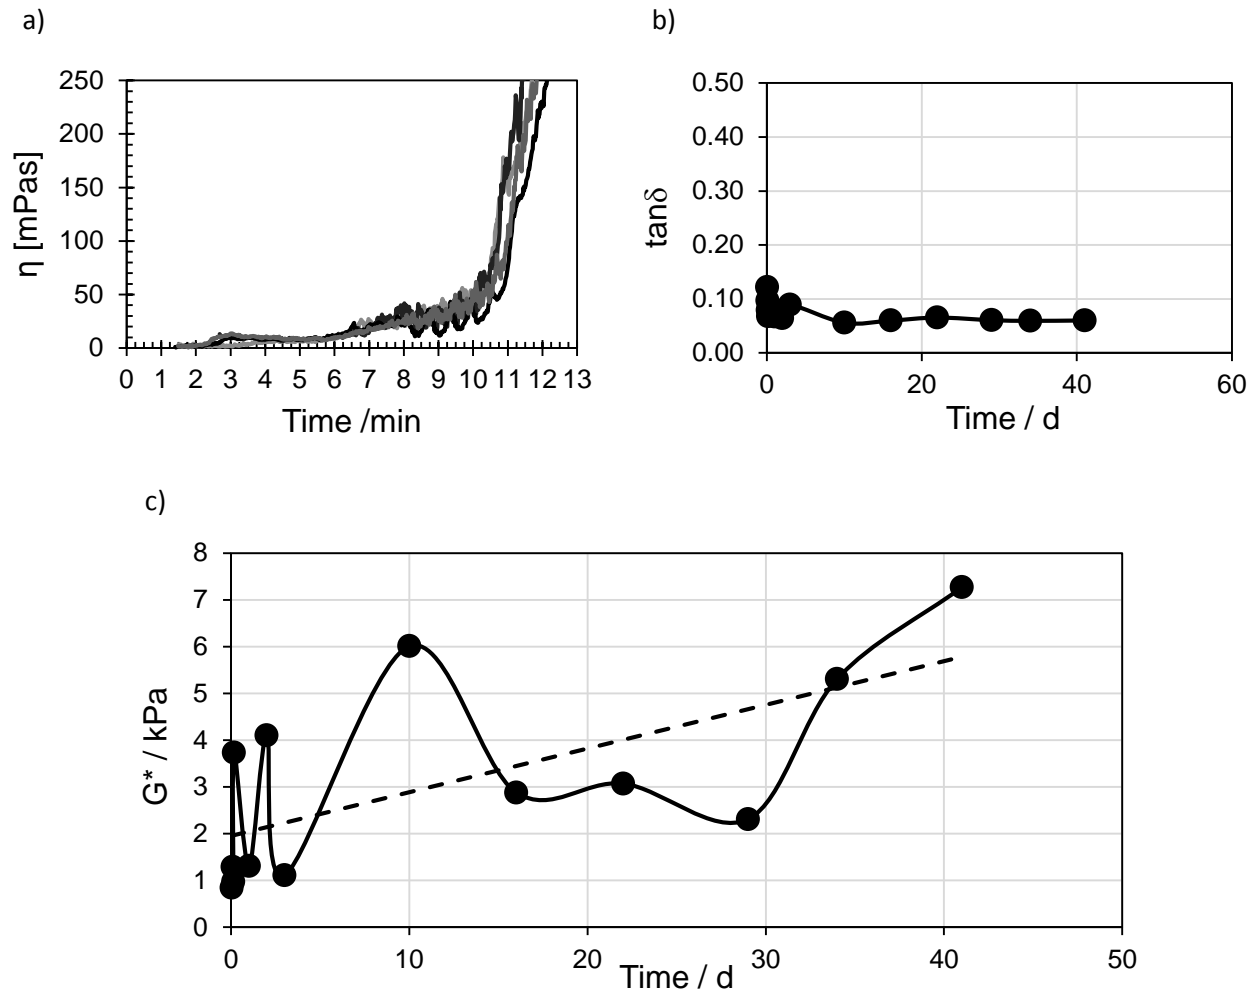 a)
250
200
150
100
50
0
η [mPas]
0 1 2 3 4 5 6 7 8 9 10 11 12 13
Time /min
b)
0.50
0.40
0.30
0.20
0.10
0.00
tanδ
0 20 40 60
Time / d
c)
8
7
6
5
4
3
2
1
0
G* / kPa
0 10 20 30 40 50
Time / d